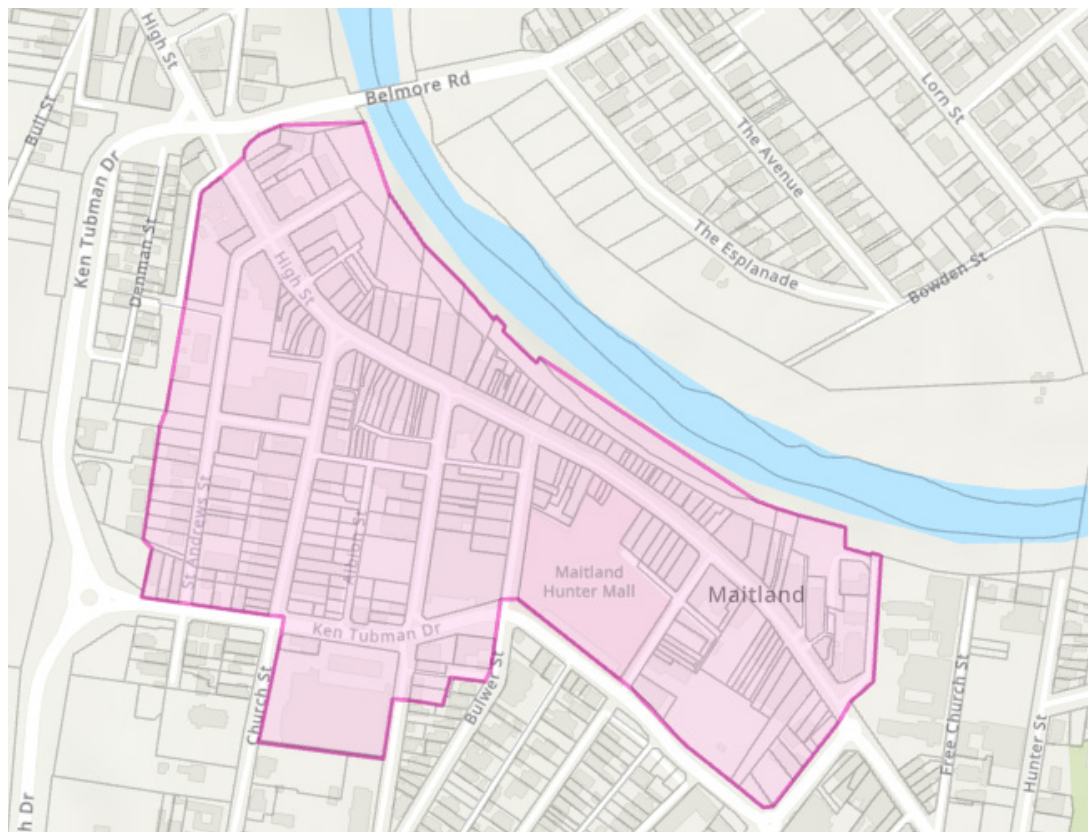 High St
Belmore Rd
Bull St
Lorn St
The Avenue
Ken Tubman Dr
Denman St
The Esplanade
High St
Bowden St
St Andrews St
Albion St
Maitland
Hunter Mall
Maitland
Ken Tubman Dr
Church St
Bulwer St
Free Church St
Hunter St
h Dr